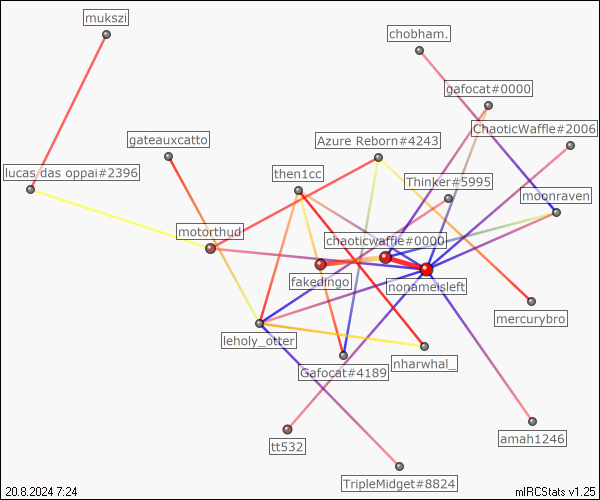 mukszi
chobham.
gafocat#0000
ChaoticWaffle#2006
gateauxcatto
Azure Reborn#4243
lucas das oppai#2396
then1cc
Thinker#5995
moonraven
motorthud
chaoticwaffle#0000
fakedingo
nonameisleft
mercurybro
leholy_otter
nharwhal_
Gafocat#4189
tt532
amah1246
TripleMidget#8824
20.8.2024 7:24
mIRCStats v1.25